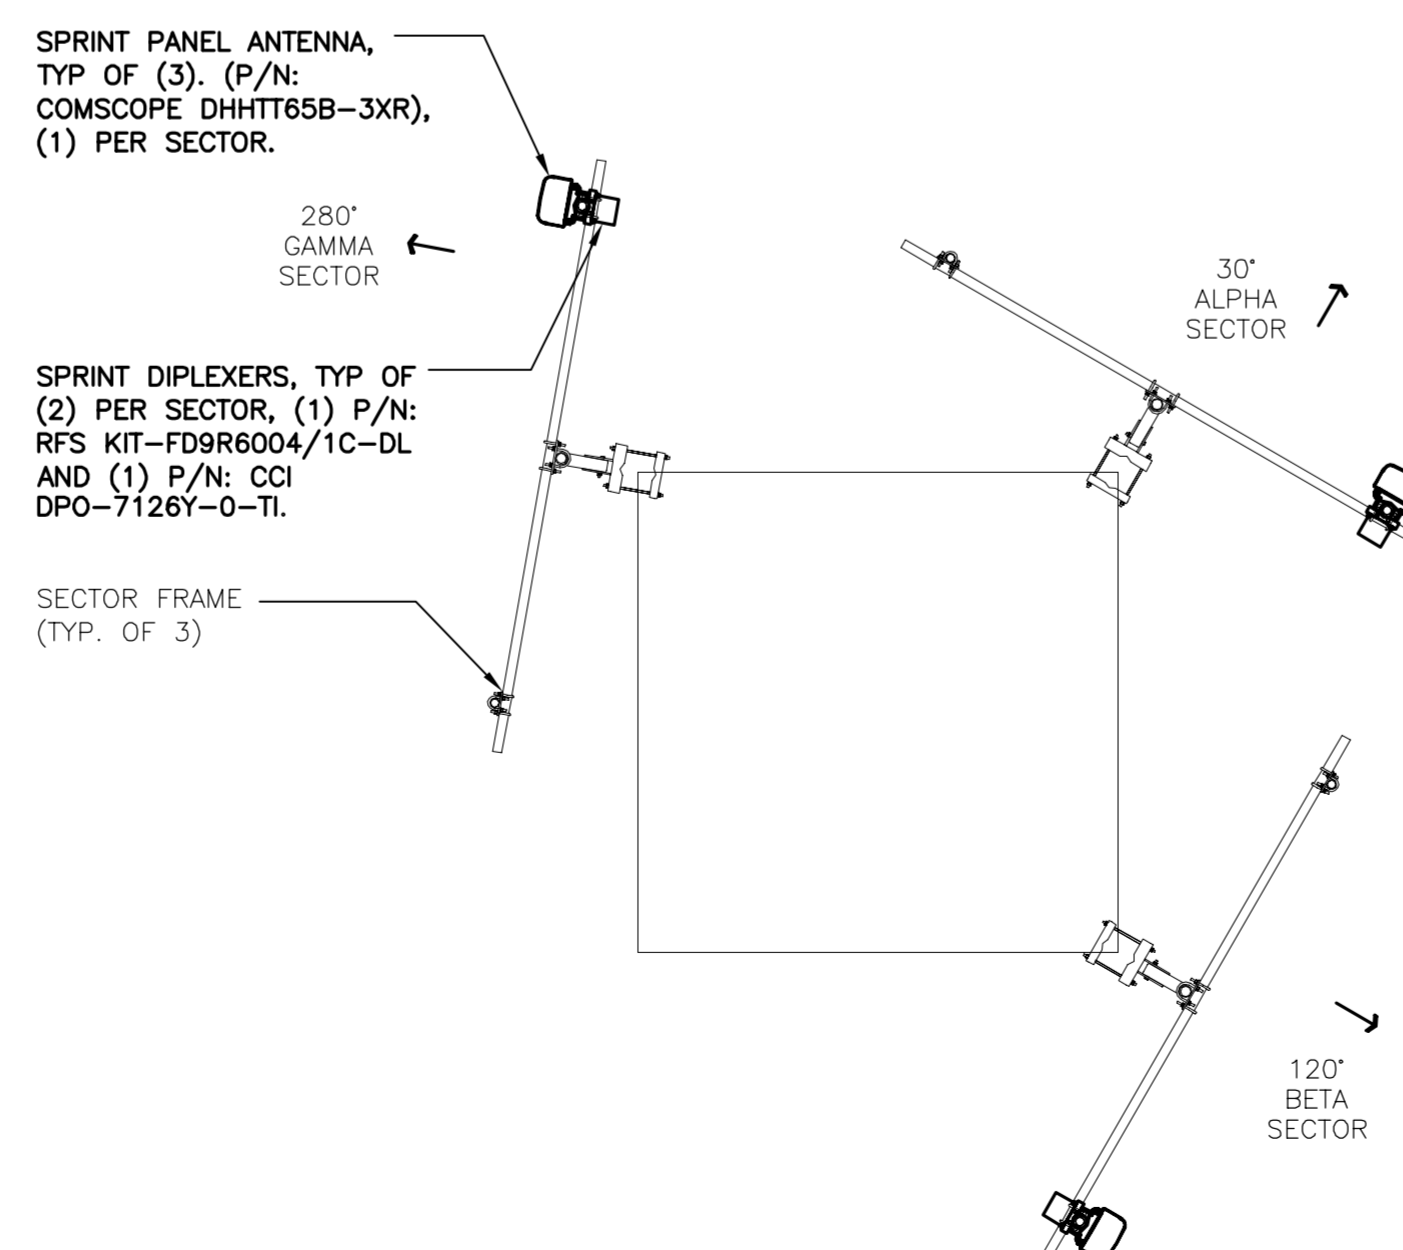 SPRINT PANEL ANTENNA,
TYP OF (3). (P/N:
COMSCOPE DHHTT65B-3XR),
(1) PER SECTOR.
280°
GAMMA
SECTOR
30°
ALPHA
SECTOR
SPRINT DIPLEXERS, TYP OF
(2) PER SECTOR, (1) P/N:
RFS KIT-FD9R6004/1C-DL
AND (1) P/N: CCI
DPO-7126Y-0-T1.
SECTOR FRAME
(TYP. OF 3)
120°
BETA
SECTOR